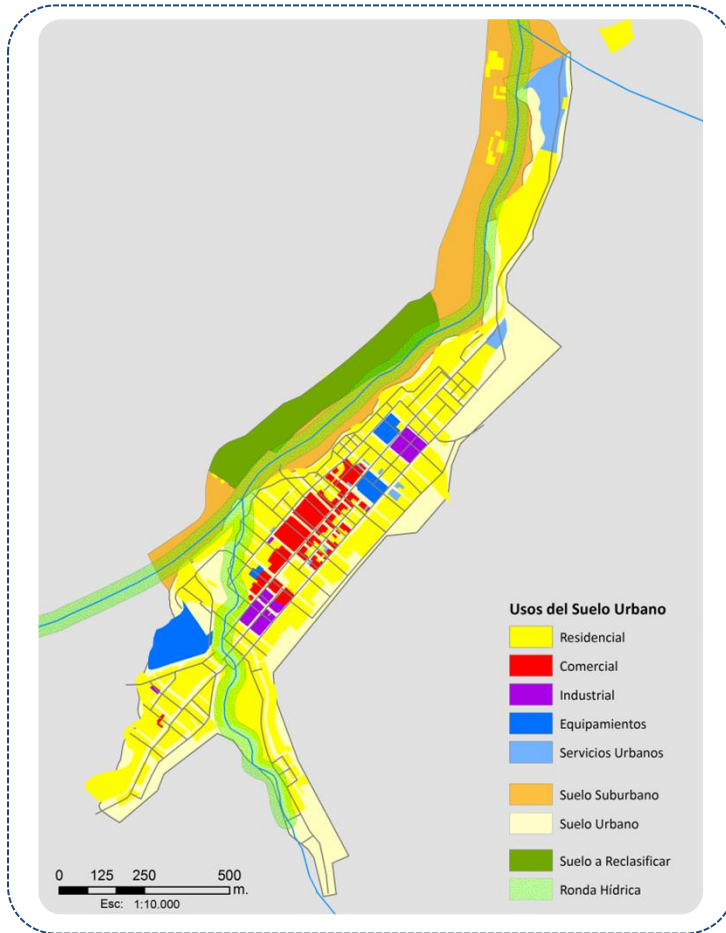 Usos del Suelo Urbano
Residencial
Comercial
Industrial
Equipamientos
Servicios Urbanos
Suelo Suburbano
Suelo Urbano
Suelo a Reclasificar
Ronda Hídrica
0 125 250 500
m.
Esc: 1:10.000